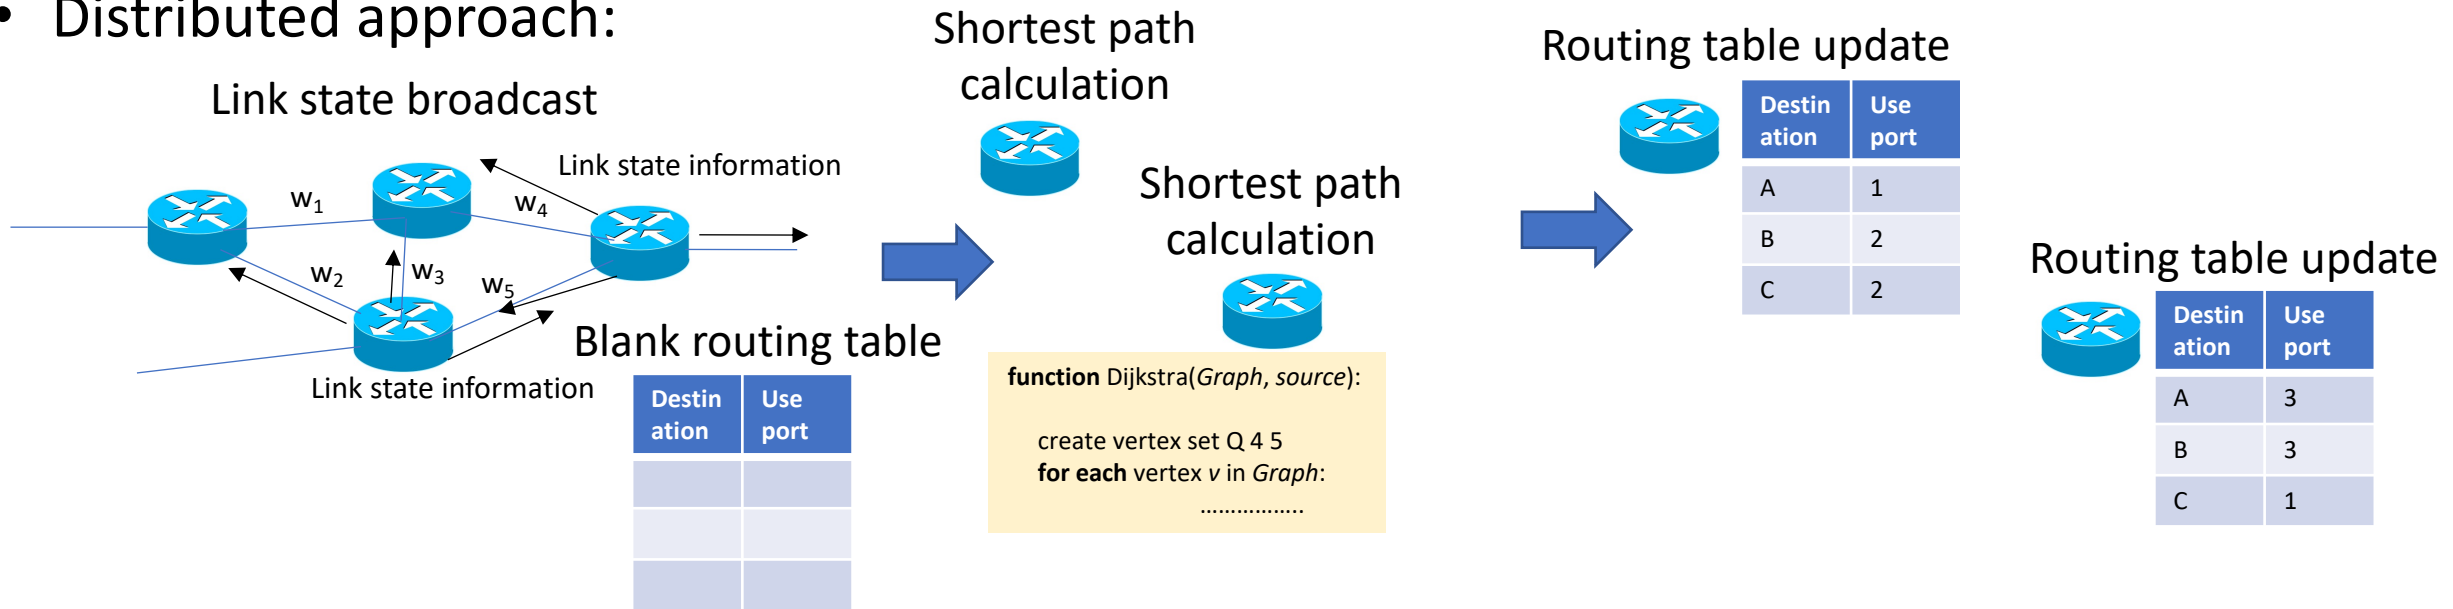 • Distributed approach:
Link state broadcast
Link state information
w1
w4
w2
w3
w5
Link state information
Blank routing table
Destin
ation
Use
port
Shortest path
calculation
Shortest path
calculation
function Dijkstra(Graph, source):
create vertex set Q 4 5
for each vertex v in Graph:
……………..
Routing table update
Destin
ation
Use
port
A 1
B 2
C 2
Routing table update
Destin
ation
Use
port
A 3
B 3
C 1